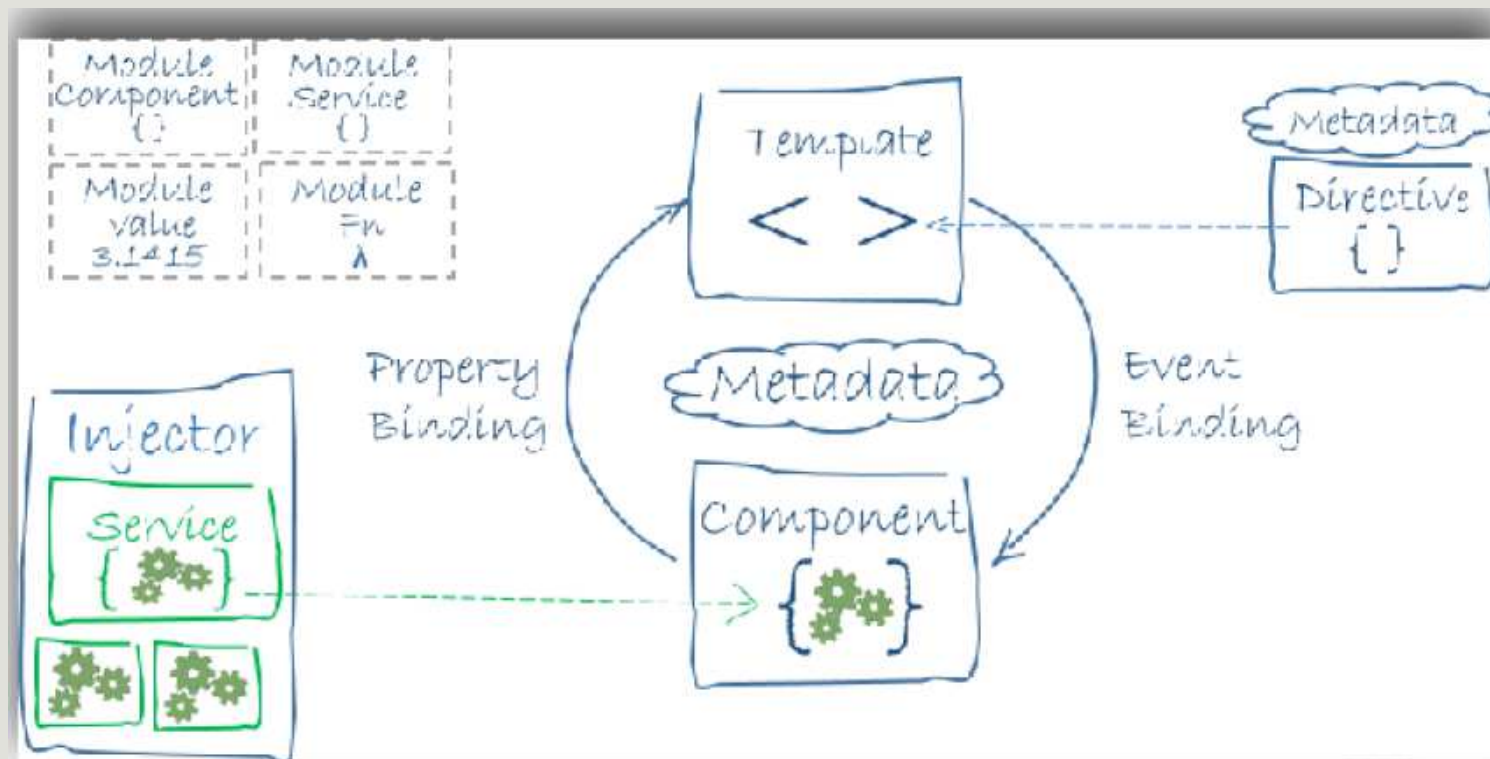 Module
Component
{ }
Module
Service
{ }
Module
value
3.1415
Module
Fn
λ
Template
< >
Metadata
Directive
{ }
Property
Binding
Metadata
Event
Binding
Injector
Service
{ }
Component
{ }